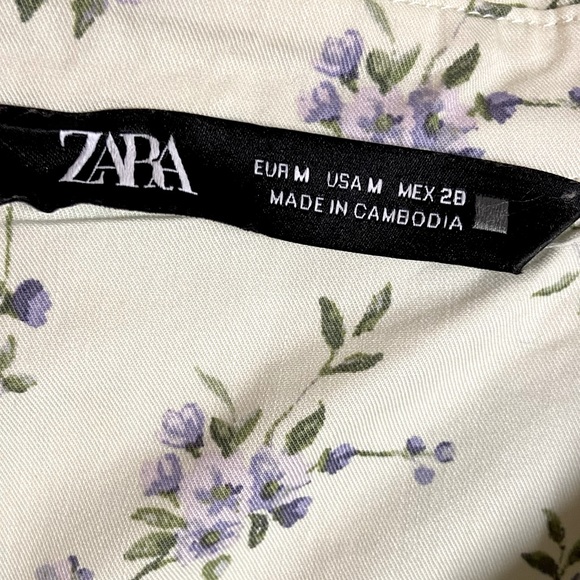 ZARA
EUR M USA M MEX 28
MADE IN CAMBODIA